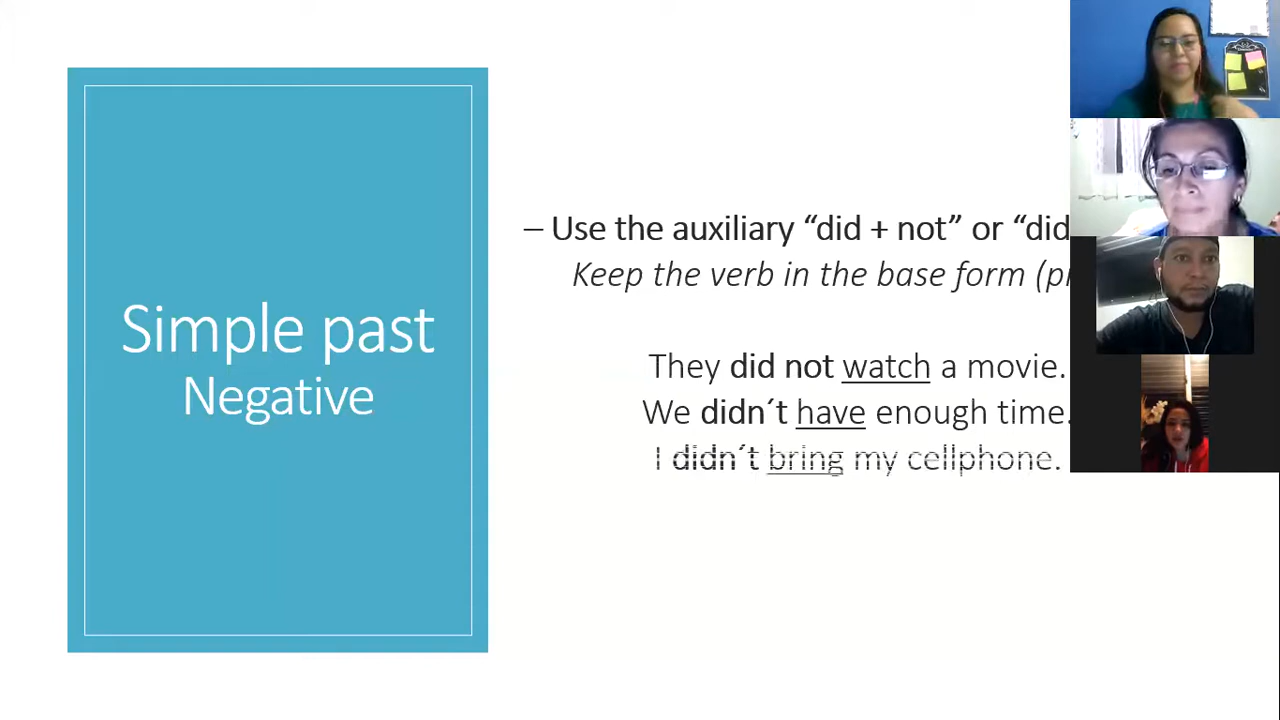 Simple past
Negative
– Use the auxiliary “did + not” or “did
Keep the verb in the base form (pr
They did not watch a movie.
We didn´t have enough time.
I didn´t bring my cellphone.